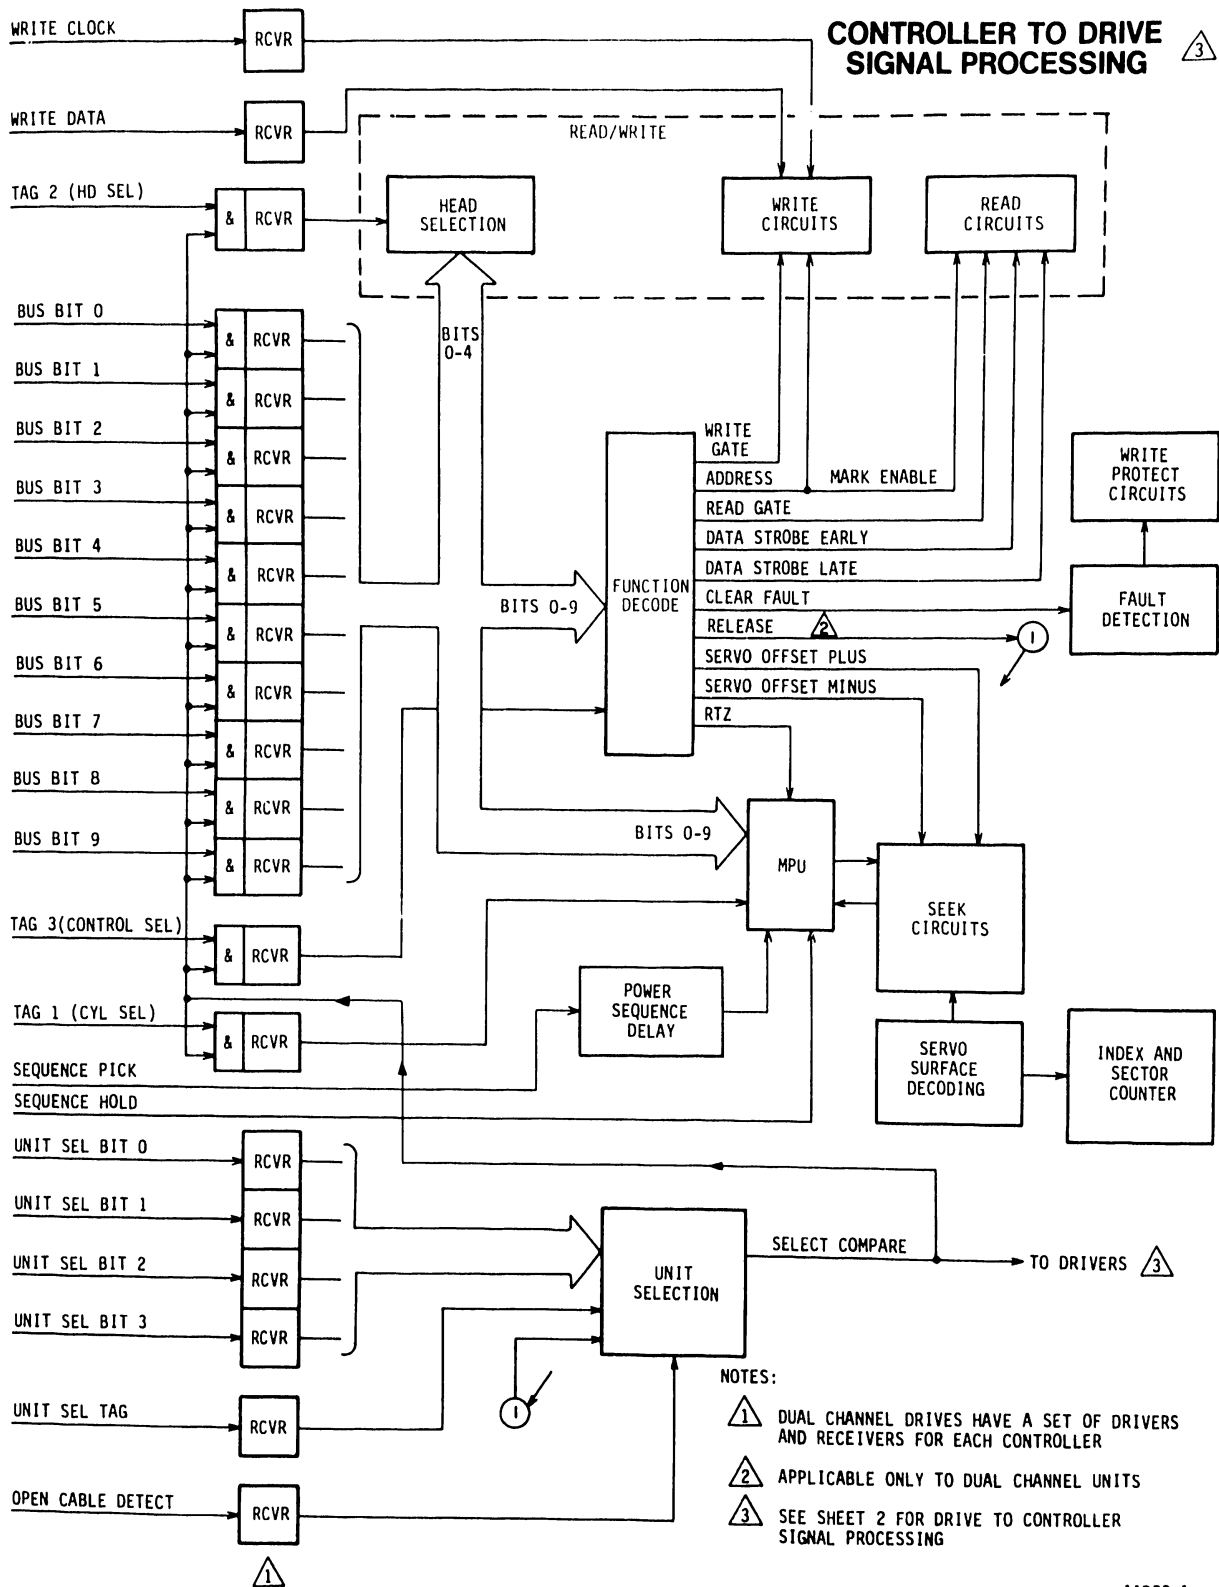 CONTROLLER TO DRIVE
SIGNAL PROCESSING 3
WRITE CLOCK
RCVR
WRITE DATA
RCVR
READ/WRITE
TAG 2 (HD SEL)
& RCVR
HEAD
SELECTION
WRITE
CIRCUITS
READ
CIRCUITS
BUS BIT 0
& RCVR
BITS
0-4
BUS BIT 1
& RCVR
BUS BIT 2
& RCVR
BUS BIT 3
& RCVR
BUS BIT 4
& RCVR
BUS BIT 5
& RCVR
BUS BIT 6
& RCVR
BUS BIT 7
& RCVR
BUS BIT 8
& RCVR
BUS BIT 9
& RCVR
BITS 0-9
FUNCTION
DECODE
WRITE
GATE
ADDRESS MARK ENABLE
READ GATE
DATA STROBE EARLY
DATA STROBE LATE
CLEAR FAULT
RELEASE 2
1
SERVO OFFSET PLUS
SERVO OFFSET MINUS
RTZ
WRITE
PROTECT
CIRCUITS
FAULT
DETECTION
BITS 0-9
MPU
SEEK
CIRCUITS
TAG 3(CONTROL SEL)
& RCVR
TAG 1 (CYL SEL)
& RCVR
POWER
SEQUENCE
DELAY
SERVO
SURFACE
DECODING
INDEX AND
SECTOR
COUNTER
SEQUENCE PICK
SEQUENCE HOLD
UNIT SEL BIT 0
RCVR
UNIT SEL BIT 1
RCVR
UNIT SEL BIT 2
RCVR
UNIT SEL BIT 3
RCVR
UNIT
SELECTION
SELECT COMPARE
TO DRIVERS 3
1
UNIT SEL TAG
RCVR
OPEN CABLE DETECT
RCVR
1
NOTES:
1 DUAL CHANNEL DRIVES HAVE A SET OF DRIVERS
AND RECEIVERS FOR EACH CONTROLLER
2 APPLICABLE ONLY TO DUAL CHANNEL UNITS
3 SEE SHEET 2 FOR DRIVE TO CONTROLLER
SIGNAL PROCESSING